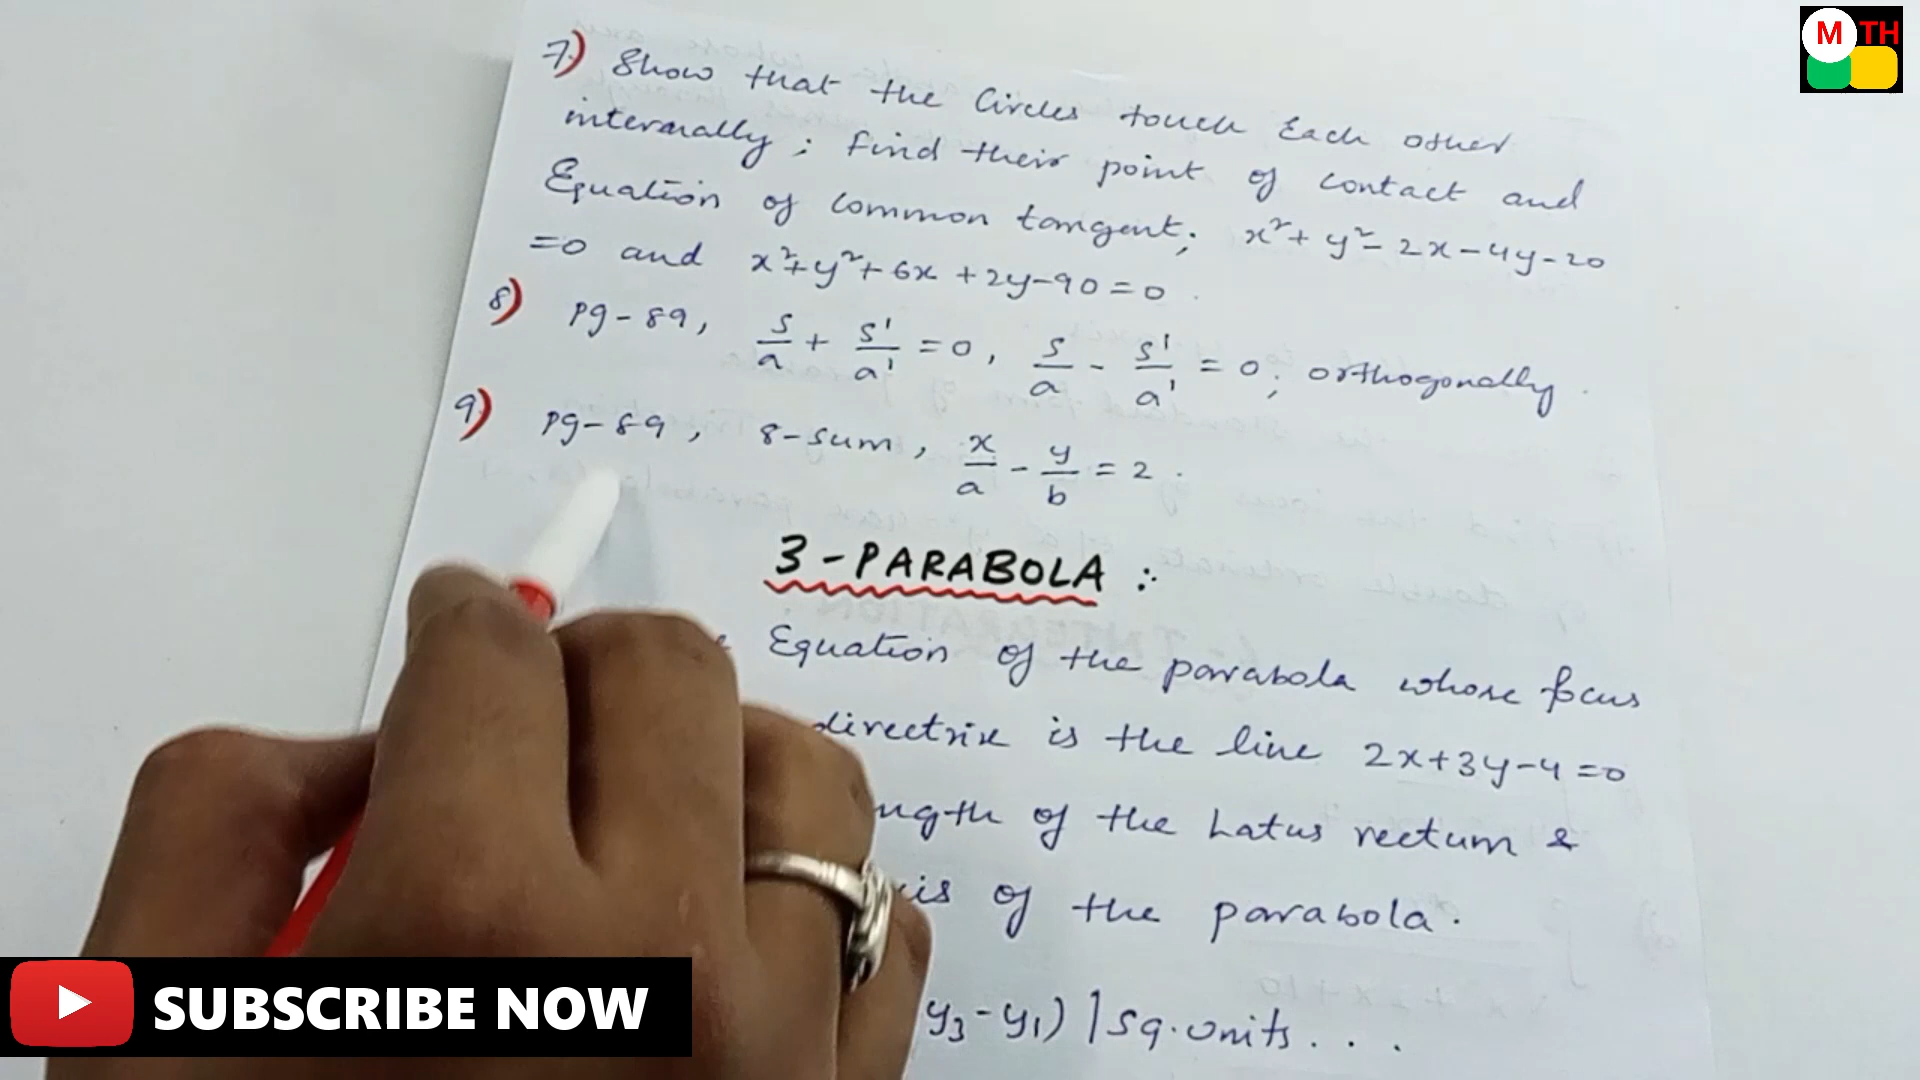 M TH
7) Show that the Circles touch Each other
internally; find their point of contact and
Equation of common tangent; x²+ y²- 2x-4y-20
=0 and x²+y²+6x+2y-90=0.
8) pg-89, s/a + s'/a' =0, s/a - s'/a' = 0; orthogonally.
9) pg-89, 8-sum, x/a - y/b = 2.
3-PARABOLA :
Equation of the parabola whose focus
directrix is the line 2x+3y-4=0
of the Latus rectum &
of the parabola.
y₃-y₁) | sq.units...
SUBSCRIBE NOW